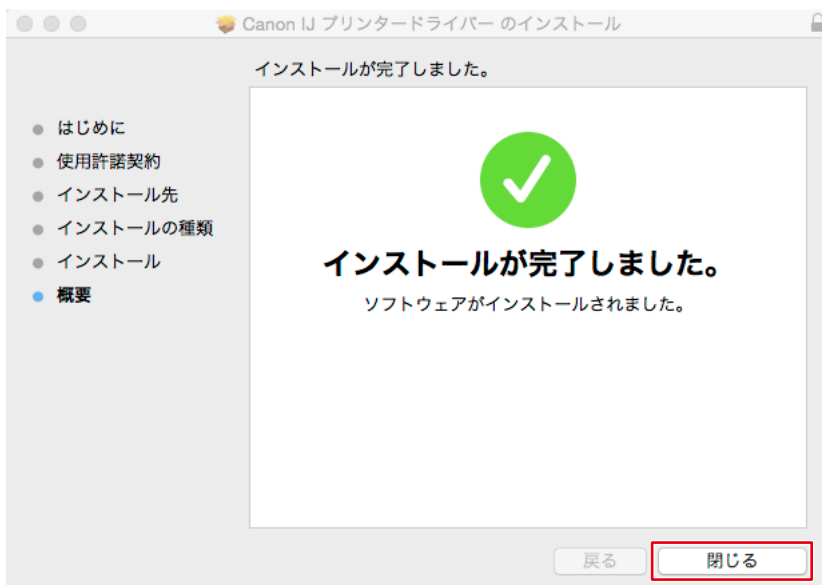 Canon IJ プリンタードライバー のインストール
インストールが完了しました。
はじめに
使用許諾契約
インストール先
インストールの種類
インストール
概要
インストールが完了しました。
ソフトウェアがインストールされました。
戻る
閉じる